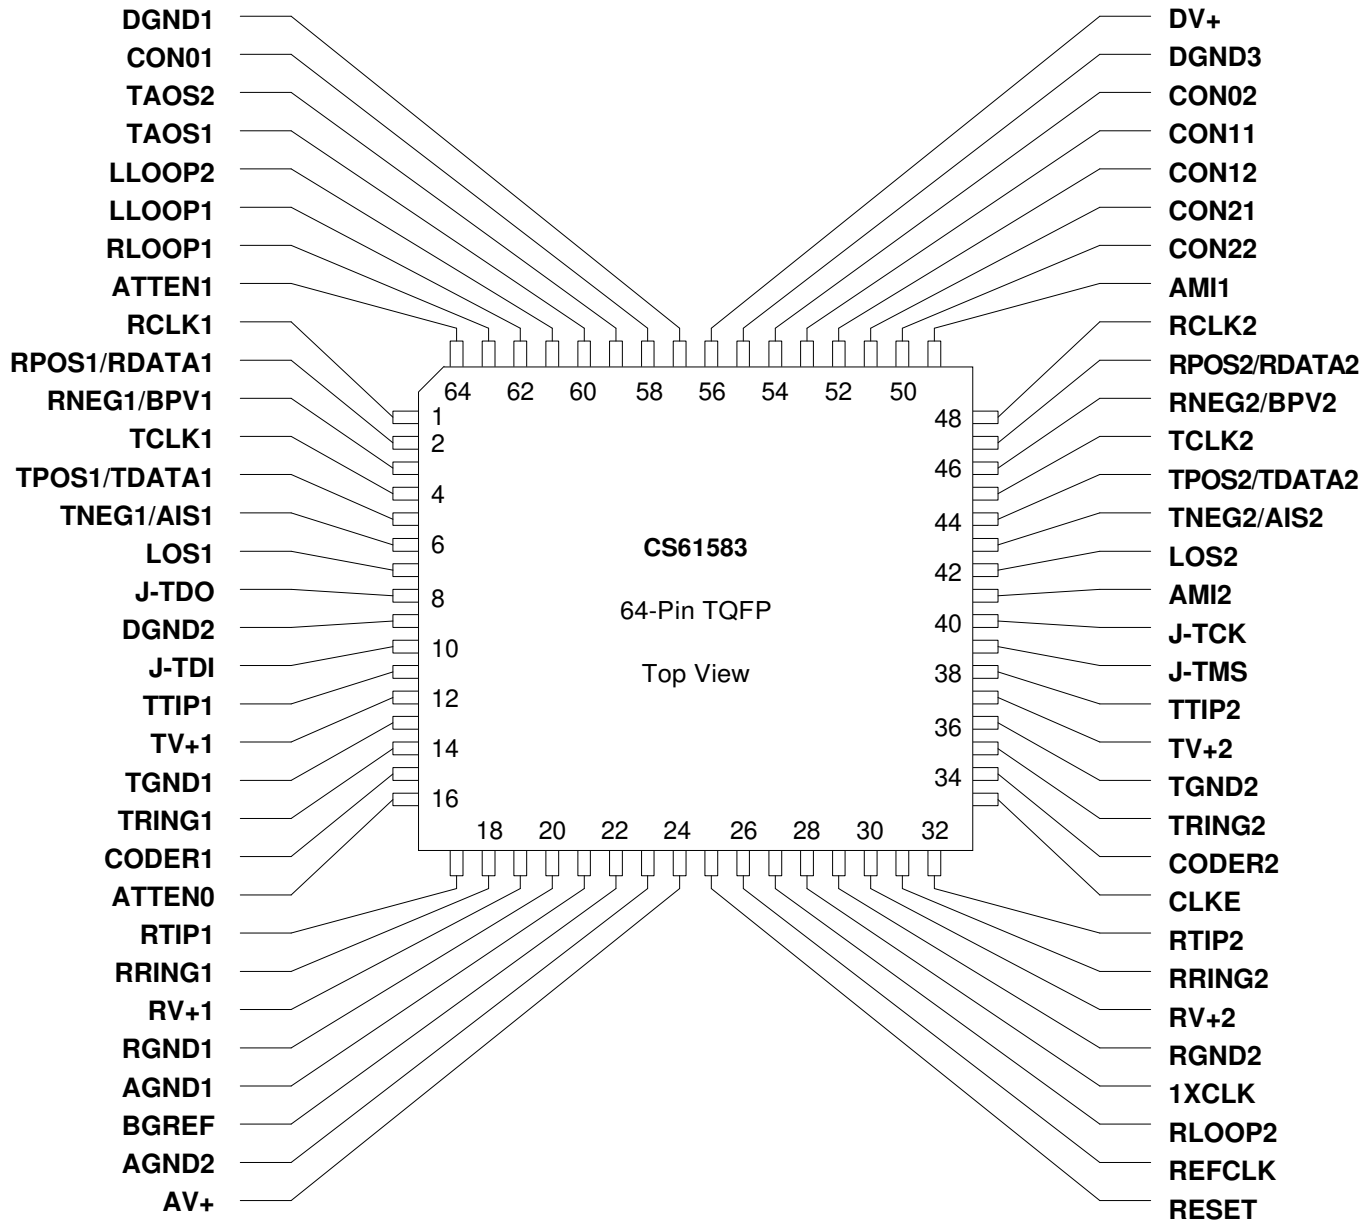 DGND1
CON01
TAOS2
TAOS1
LLOOP2
LLOOP1
RLOOP1
ATTEN1
RCLK1
RPOS1/RDATA1
RNEG1/BPV1
TCLK1
TPOS1/TDATA1
TNEG1/AIS1
LOS1
J-TDO
DGND2
J-TDI
TTIP1
TV+1
TGND1
TRING1
CODER1
ATTEN0
RTIP1
RRING1
RV+1
RGND1
AGND1
BGREF
AGND2
AV+
64 62 60 58 56 54 52 50
1
2
4
6
8
10
12
14
16
CS61583
64-Pin TQFP
Top View
48
46
44
42
40
38
36
34
18 20 22 24 26 28 30 32
DV+
DGND3
CON02
CON11
CON12
CON21
CON22
AMI1
RCLK2
RPOS2/RDATA2
RNEG2/BPV2
TCLK2
TPOS2/TDATA2
TNEG2/AIS2
LOS2
AMI2
J-TCK
J-TMS
TTIP2
TV+2
TGND2
TRING2
CODER2
CLKE
RTIP2
RRING2
RV+2
RGND2
1XCLK
RLOOP2
REFCLK
RESET